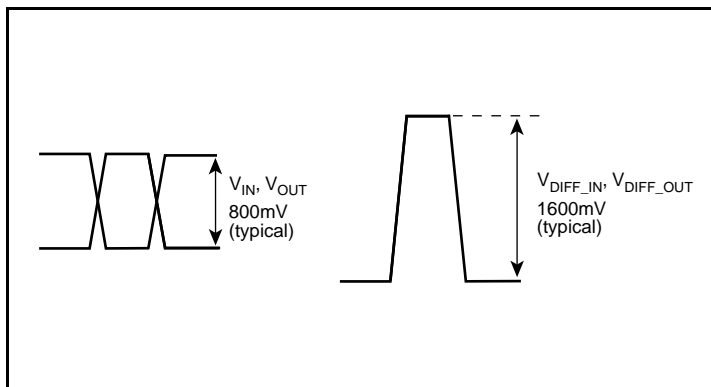 V_IN, V_OUT
800mV
(typical)
V_DIFF_IN, V_DIFF_OUT
1600mV
(typical)